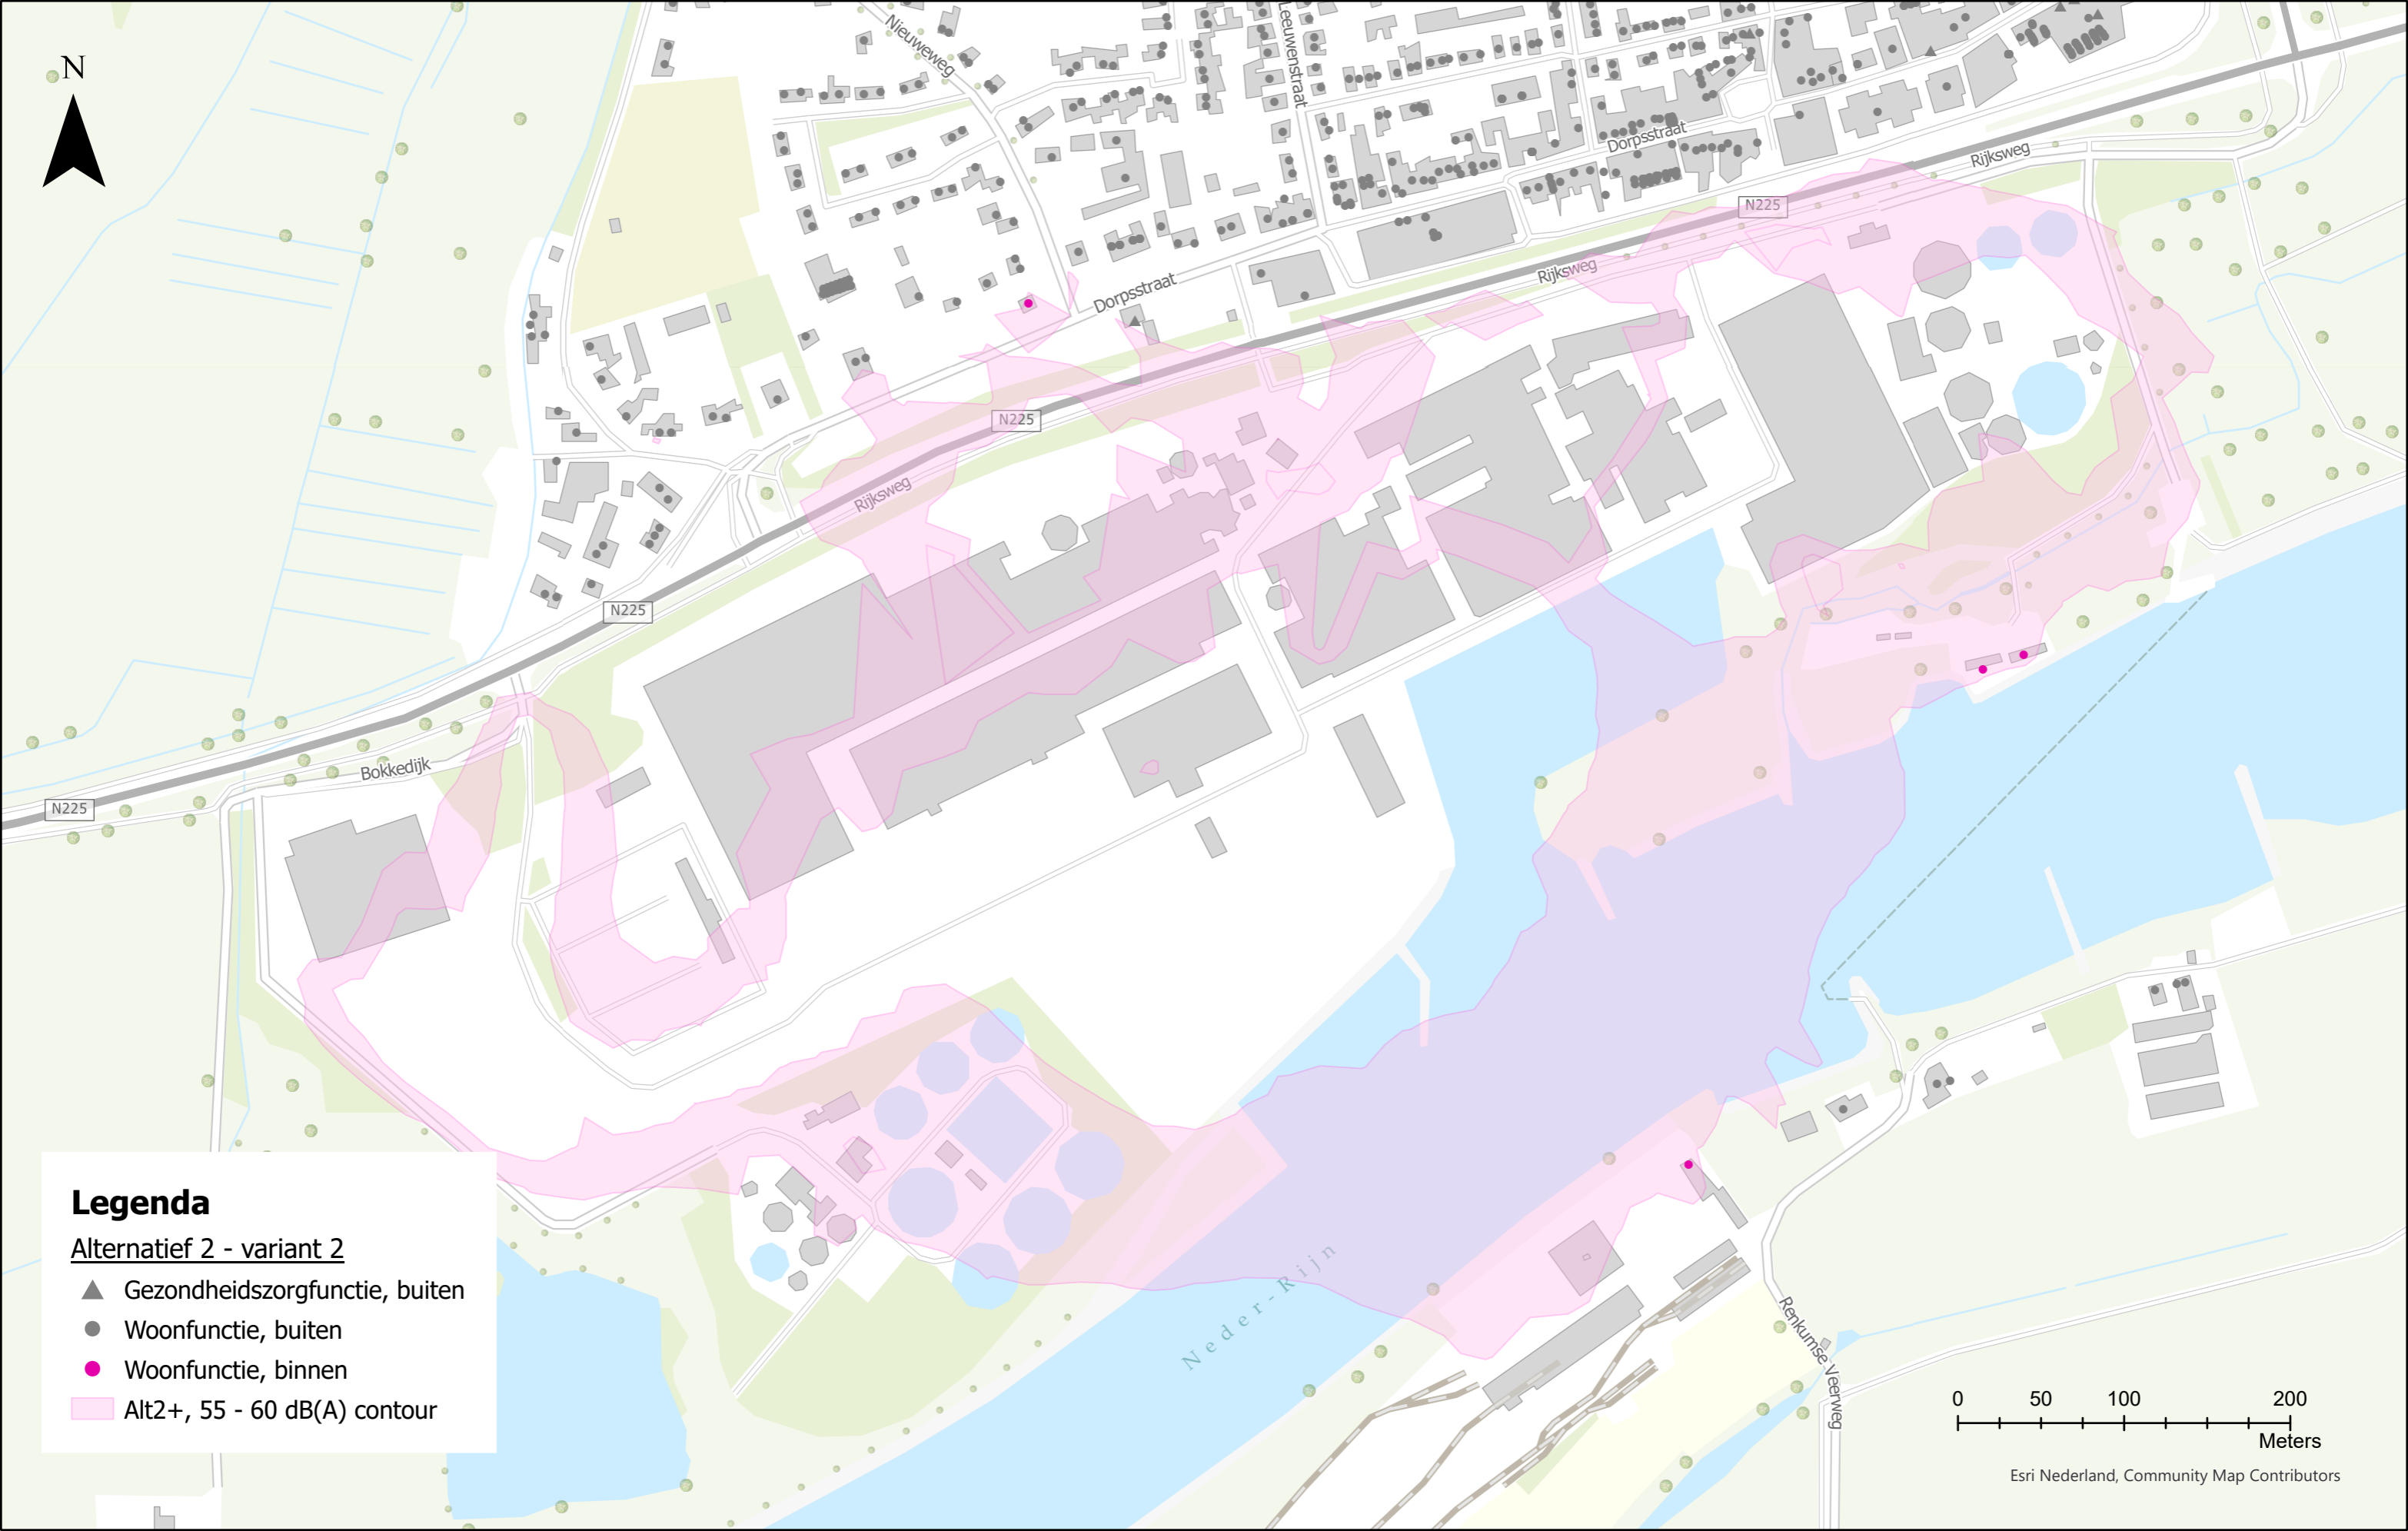 N
Nieuweweg
Leeuwenstraat
Dorpsstraat
Rijksweg
N225
Rijksweg
Dorpsstraat
N225
Rijksweg
N225
Bokkedijk
N225
Legenda
Alternatief 2 - variant 2
Gezondheidszorgfunctie, buiten
Woonfunctie, buiten
Woonfunctie, binnen
Alt2+, 55 - 60 dB(A) contour
Neder-Rijn
Renkumse Veerweg
0 50 100 200
Meters
Esri Nederland, Community Map Contributors